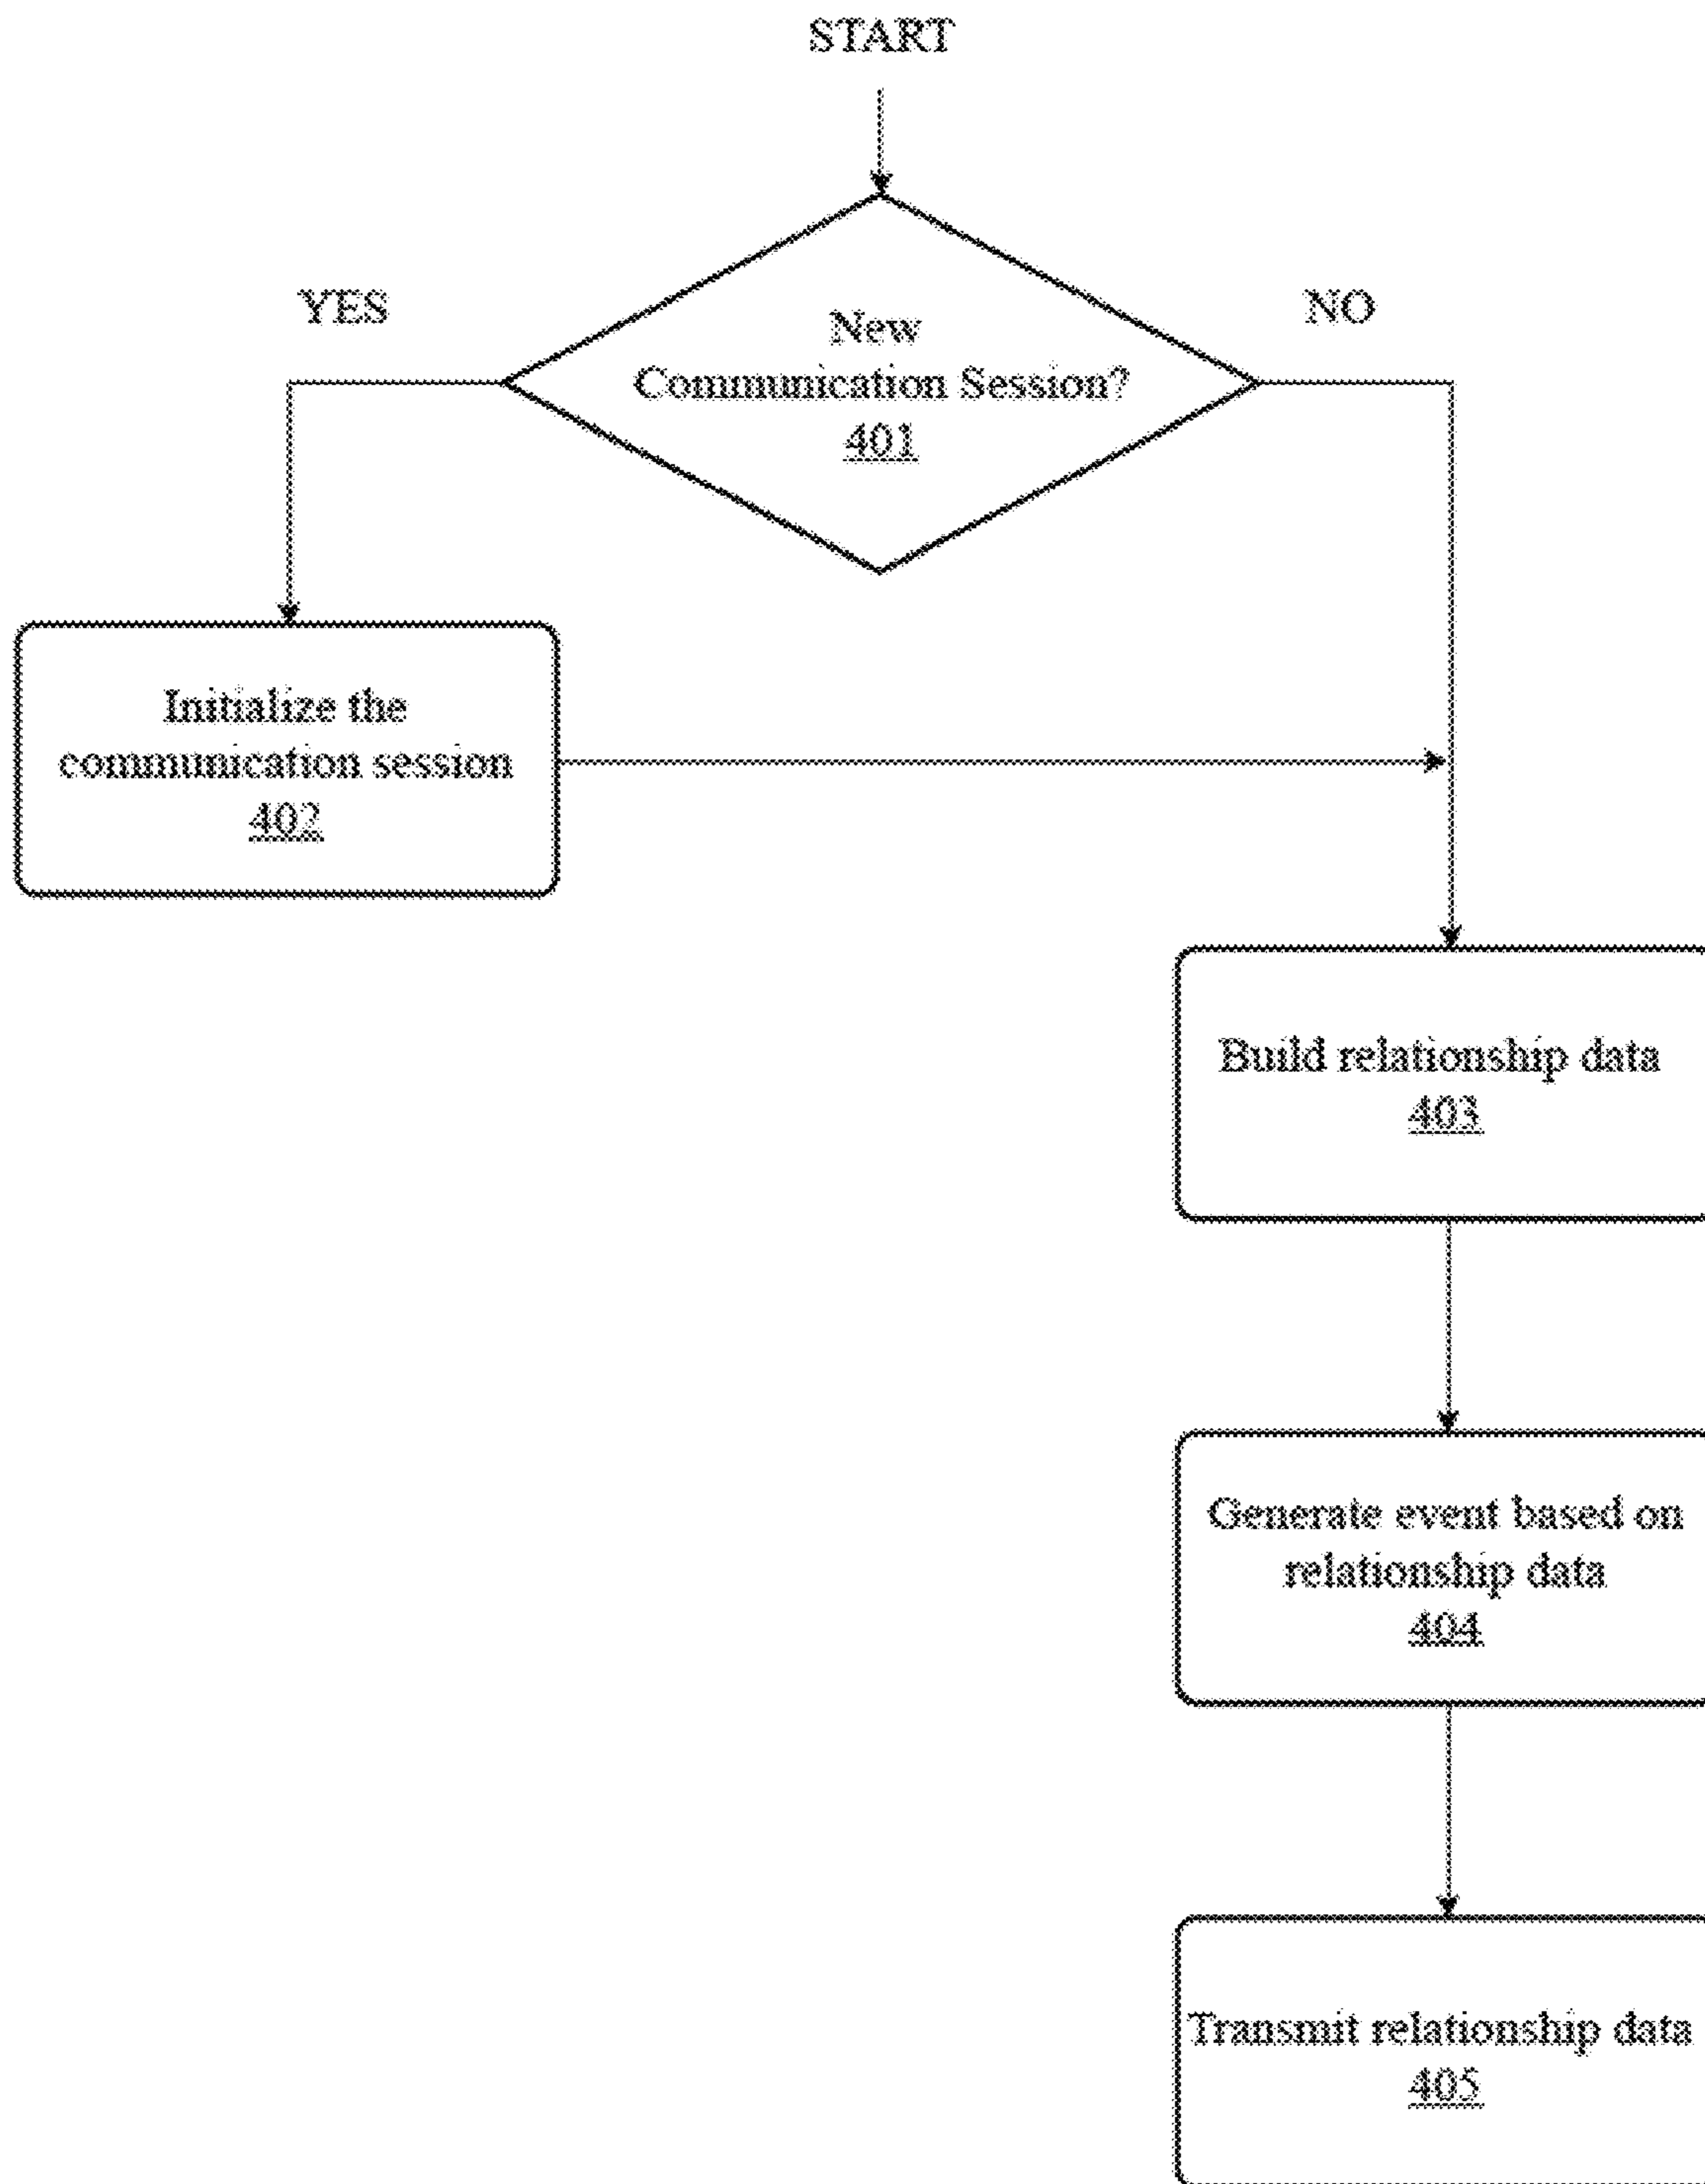 START
YES
NO
New
Communication Session?
401
Initialize the
communication session
402
Build relationship data
403
Generate event based on
relationship data
404
Transmit relationship data
405